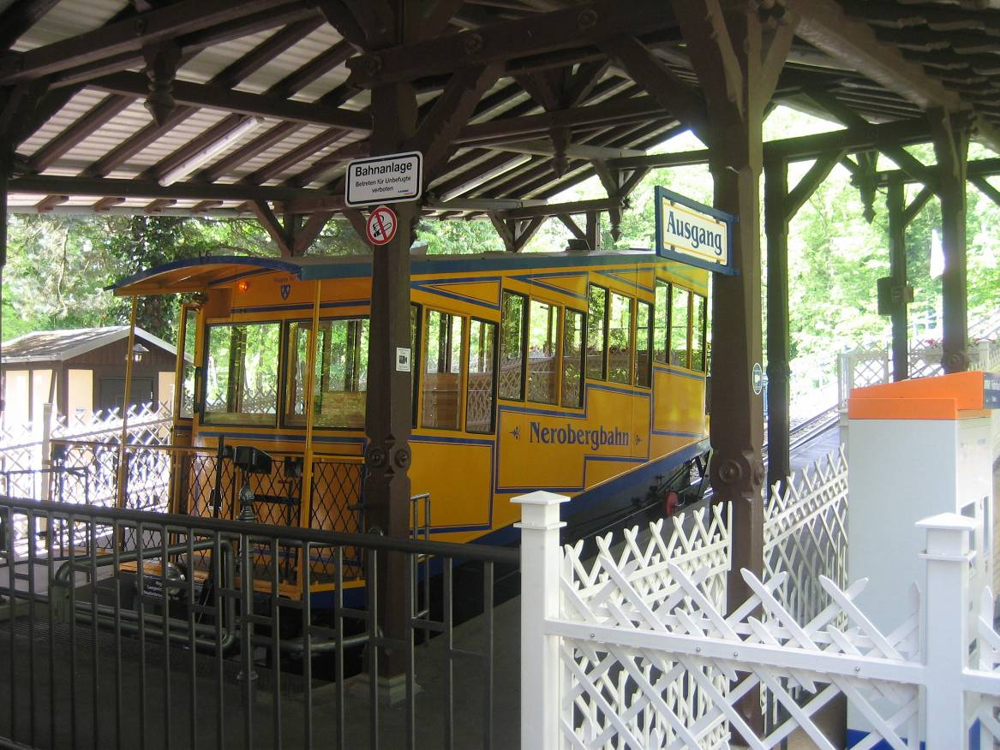 Bahnanlage
Betreten für Unbefugte
verboten
Ausgang
Nerobergbahn